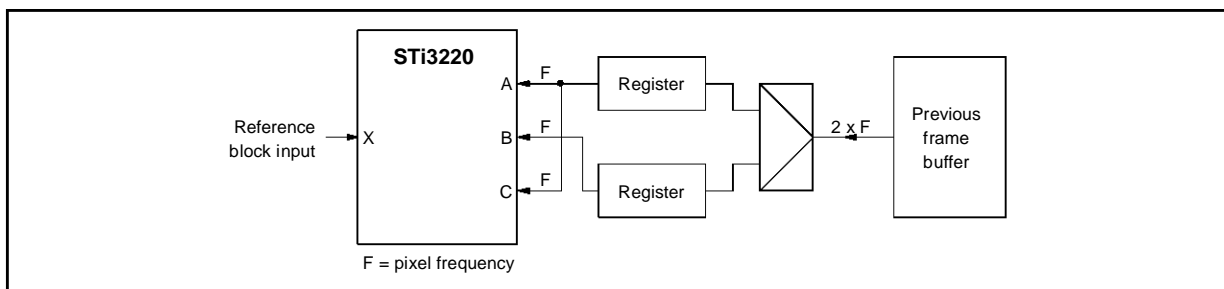 STi3220
A
F
Register
Reference
block input
X
B
F
2 x F
Previous
frame
buffer
C
F
Register
F = pixel frequency